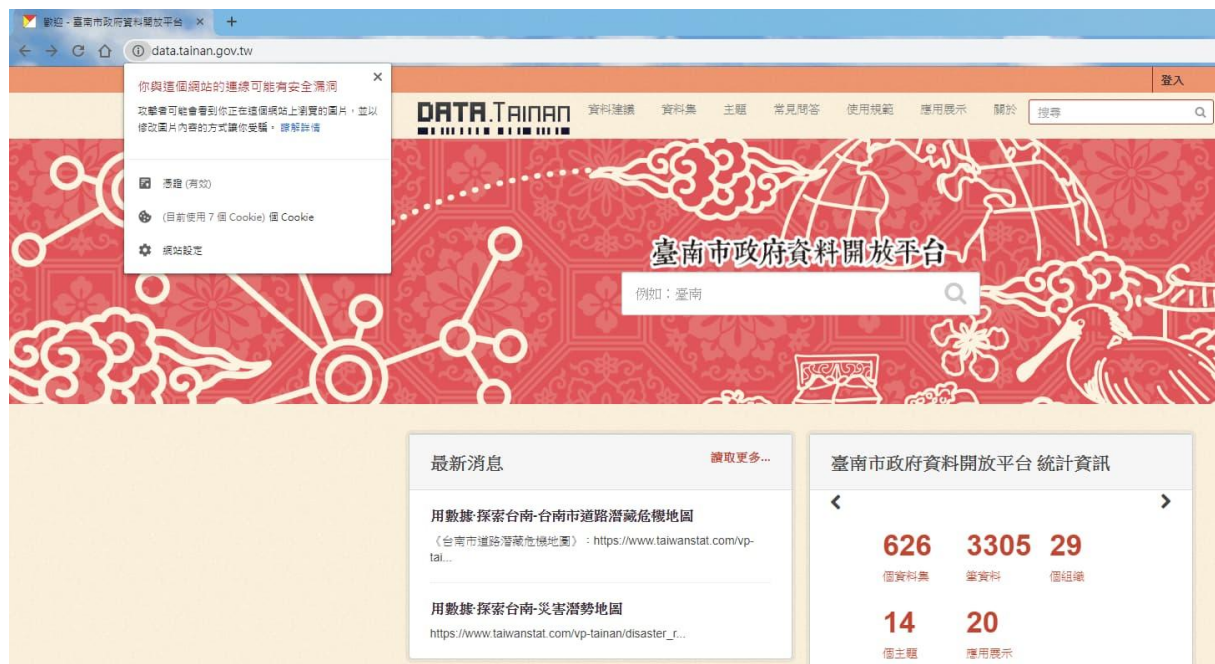 歡迎 - 臺南市政府資料開放平台
data.tainan.gov.tw
你與這個網站的連線可能有安全漏洞
攻擊者可能會看到你正在這個網站上瀏覽的圖片，並以
修改圖片內容的方式讓你受騙。 瞭解詳情
憑證 (有效)
(目前使用 7 個 Cookie) 個 Cookie
網站設定
登入
DATA.TAINAN 資料建議 資料集 主題 常見問答 使用規範 應用展示 關於 搜尋
臺南市政府資料開放平台
例如：臺南
最新消息 讀取更多...
用數據·探索台南-台南市道路潛藏危機地圖
《台南市道路潛藏危機地圖》：https://www.taiwanstat.com/vp-
tai...
用數據·探索台南-災害潛勢地圖
https://www.taiwanstat.com/vp-tainan/disaster_r...
臺南市政府資料開放平台 統計資訊
626 3305 29
個資料集 筆資料 個組織
14 20
個主題 應用展示